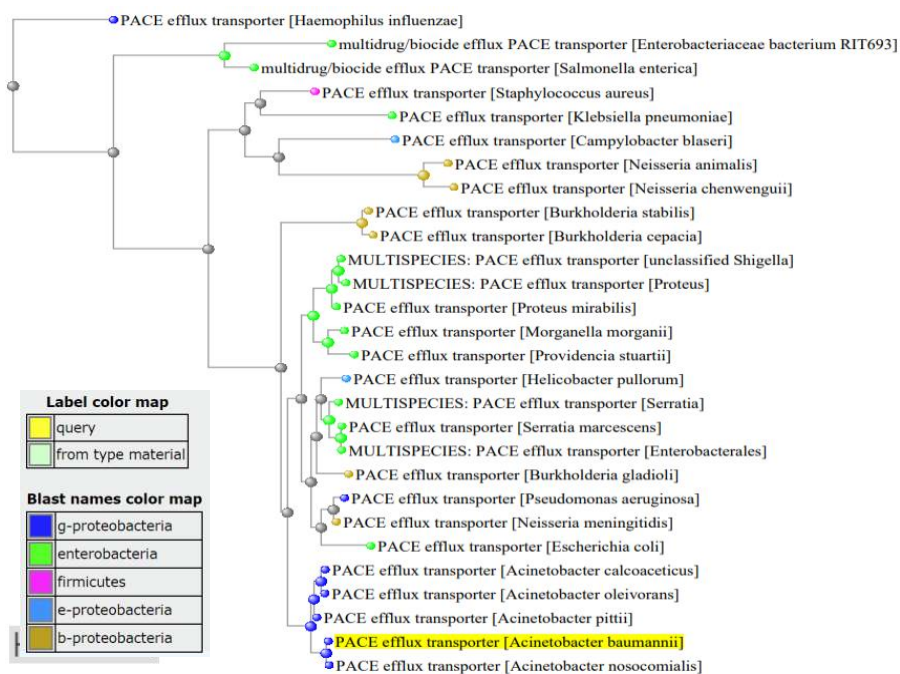 PACE efflux transporter [Haemophilus influenzae]
multidrug/biocide efflux PACE transporter [Enterobacteriaceae bacterium RIT693]
multidrug/biocide efflux PACE transporter [Salmonella enterica]
PACE efflux transporter [Staphylococcus aureus]
PACE efflux transporter [Klebsiella pneumoniae]
PACE efflux transporter [Campylobacter blaseri]
PACE efflux transporter [Neisseria animalis]
PACE efflux transporter [Neisseria chenwenguii]
PACE efflux transporter [Burkholderia stabilis]
PACE efflux transporter [Burkholderia cepacia]
MULTISPECIES: PACE efflux transporter [unclassified Shigella]
MULTISPECIES: PACE efflux transporter [Proteus]
PACE efflux transporter [Proteus mirabilis]
PACE efflux transporter [Morganella morganii]
PACE efflux transporter [Providencia stuartii]
PACE efflux transporter [Helicobacter pullorum]
MULTISPECIES: PACE efflux transporter [Serratia]
PACE efflux transporter [Serratia marcescens]
MULTISPECIES: PACE efflux transporter [Enterobacterales]
PACE efflux transporter [Burkholderia gladioli]
PACE efflux transporter [Pseudomonas aeruginosa]
PACE efflux transporter [Neisseria meningitidis]
PACE efflux transporter [Escherichia coli]
PACE efflux transporter [Acinetobacter calcoaceticus]
PACE efflux transporter [Acinetobacter oleivorans]
PACE efflux transporter [Acinetobacter pittii]
PACE efflux transporter [Acinetobacter baumannii]
PACE efflux transporter [Acinetobacter nosocomialis]
Label color map
query
from type material
Blast names color map
g-proteobacteria
enterobacteria
firmicutes
e-proteobacteria
b-proteobacteria